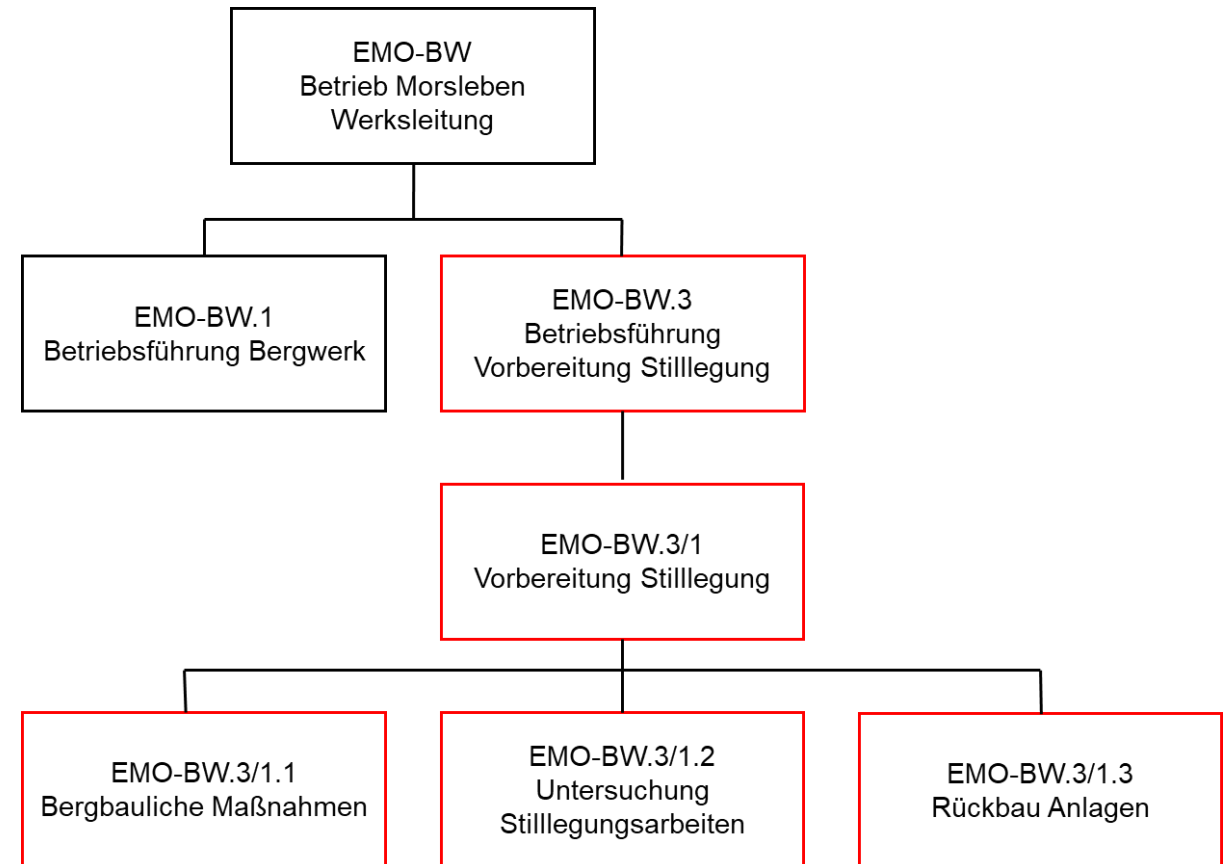 EMO-BW
Betrieb Morsleben
Werksleitung
EMO-BW.1
Betriebsführung Bergwerk
EMO-BW.3
Betriebsführung
Vorbereitung Stilllegung
EMO-BW.3/1
Vorbereitung Stilllegung
EMO-BW.3/1.1
Bergbauliche Maßnahmen
EMO-BW.3/1.2
Untersuchung
Stilllegungsarbeiten
EMO-BW.3/1.3
Rückbau Anlagen